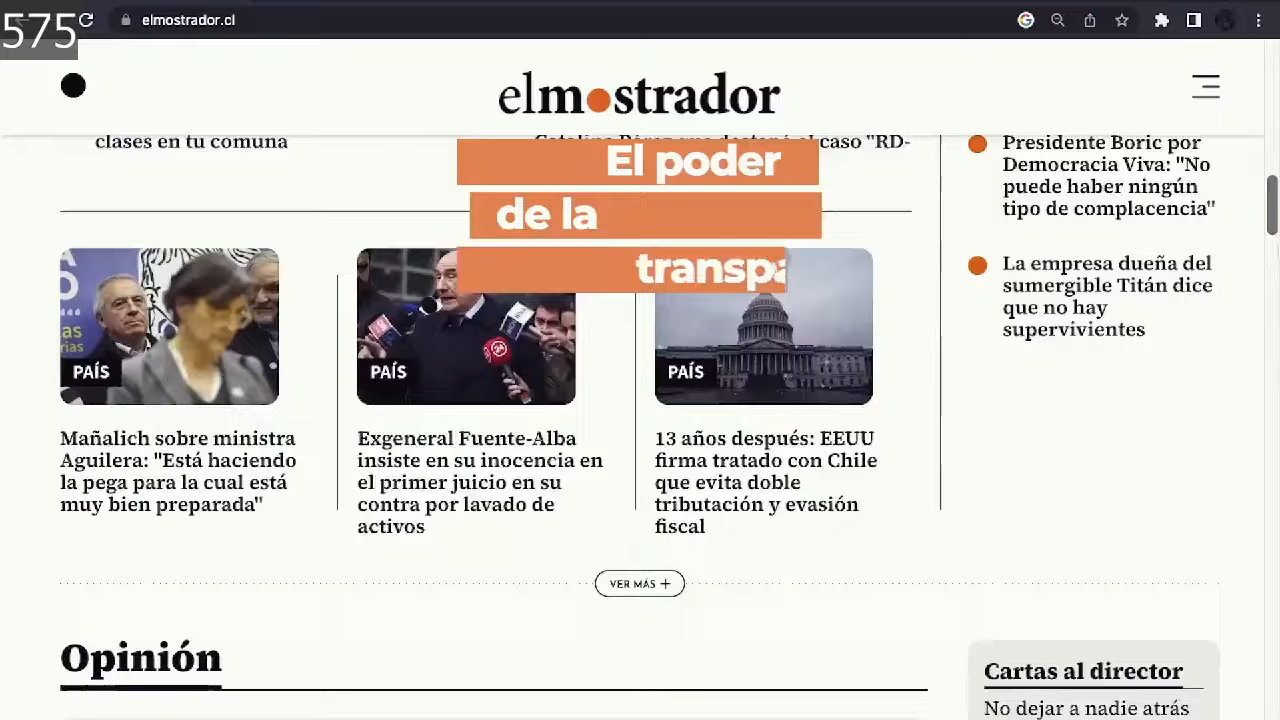 575
elmostrador.cl
elmostrador
clases en tu comuna
caso "RD-
El poder
de la
Presidente Boric por
Democracia Viva: "No
puede haber ningún
tipo de complacencia"
La empresa dueña del
sumergible Titán dice
que no hay
supervivientes
PAÍS
PAÍS
PAÍS
24
Mañalich sobre ministra
Aguilera: "Está haciendo
la pega para la cual está
muy bien preparada"
Exgeneral Fuente-Alba
insiste en su inocencia en
el primer juicio en su
contra por lavado de
activos
13 años después: EEUU
firma tratado con Chile
que evita doble
tributación y evasión
fiscal
VER MÁS +
Opinión
Cartas al director
No dejar a nadie atrás